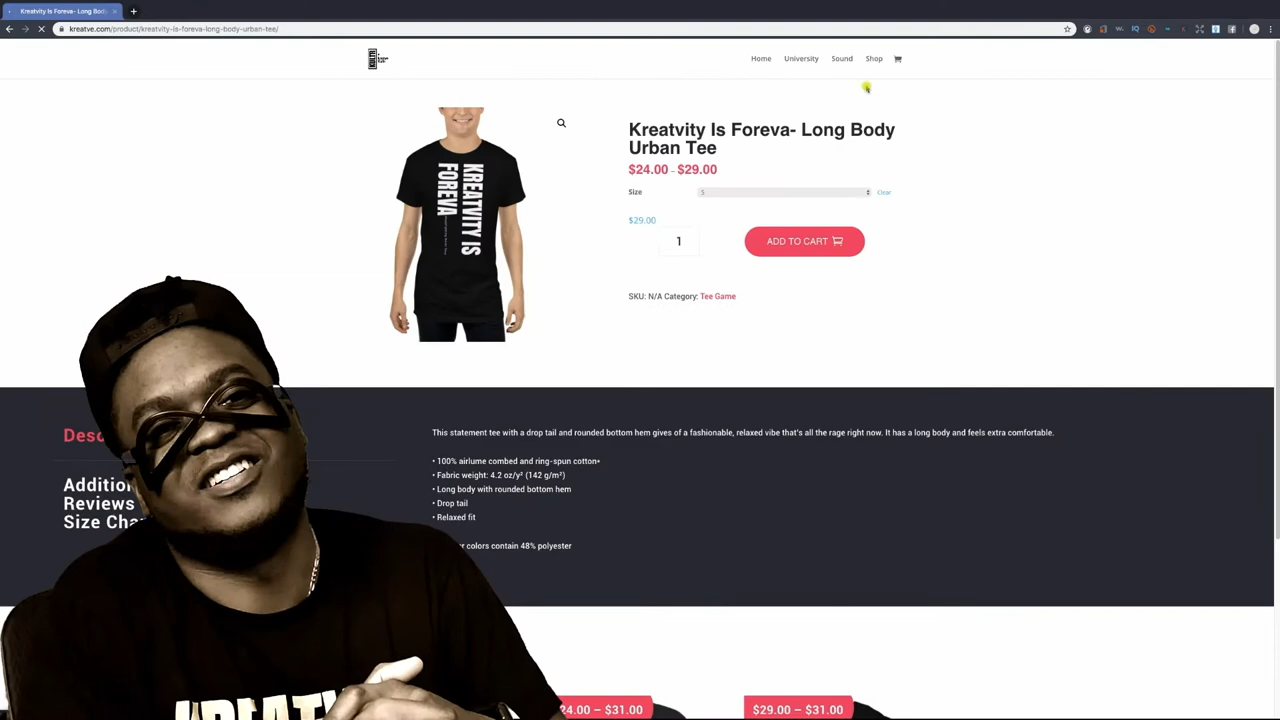 Kreatvity Is Foreva- Long Bod
kreatve.com/product/kreatvity-is-foreva-long-body-urban-tee/
Home University Sound Shop
KREATVITY IS
FOREVA
Kreatvity Is Foreva- Long Body
Urban Tee
$24.00 - $29.00
Size
S
Clear
$29.00
1
ADD TO CART
SKU: N/A Category: Tee Game
Desc
This statement tee with a drop tail and rounded bottom hem gives of a fashionable, relaxed vibe that's all the rage right now. It has a long body and feels extra comfortable.
Addition
Reviews
Size Cha
• 100% airlume combed and ring-spun cotton*
• Fabric weight: 4.2 oz/y² (142 g/m²)
• Long body with rounded bottom hem
• Drop tail
• Relaxed fit
colors contain 48% polyester
24.00 – $31.00
$29.00 – $31.00